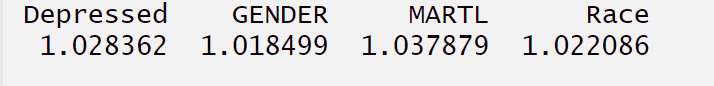 Depressed GENDER MARTL Race
1.028362 1.018499 1.037879 1.022086